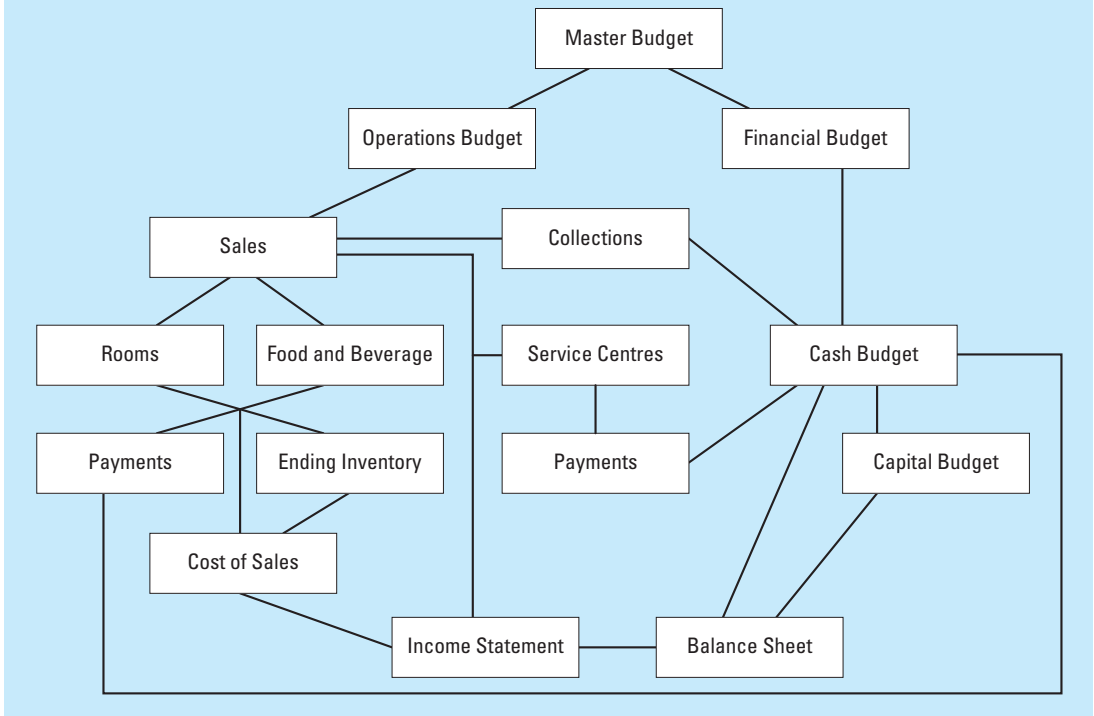 Master Budget
Operations Budget
Financial Budget
Sales
Collections
Rooms
Food and Beverage
Service Centres
Cash Budget
Payments
Ending Inventory
Payments
Capital Budget
Cost of Sales
Income Statement
Balance Sheet